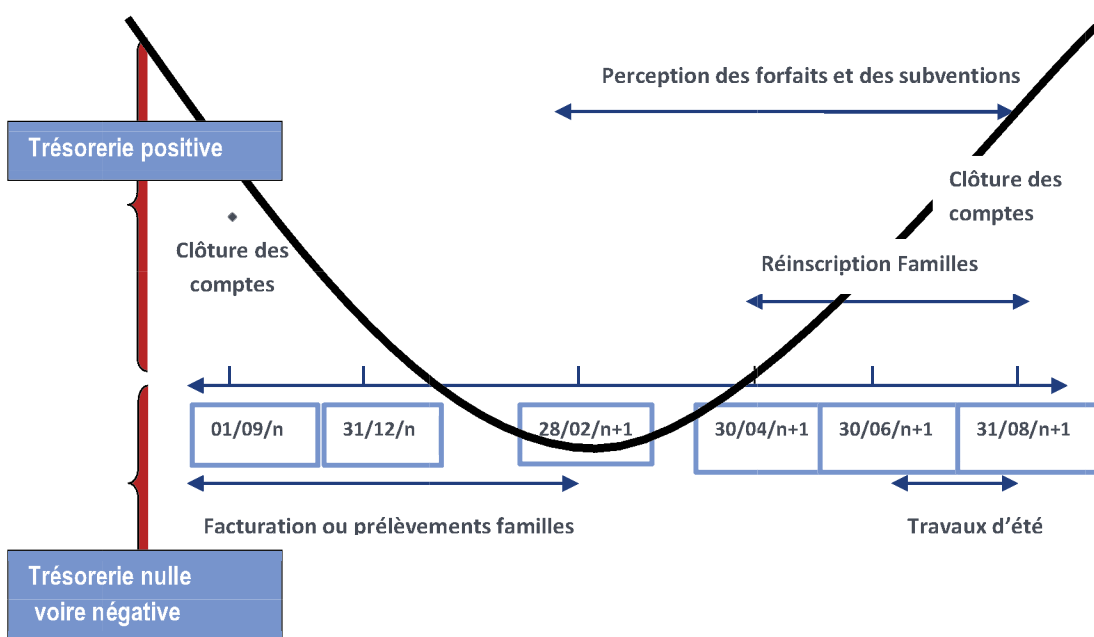 Perception des forfaits et des subventions
Trésorerie positive
Clôture des
comptes
Clôture des
comptes
Réinscription Familles
01/09/n
31/12/n
28/02/n+1
30/04/n+1
30/06/n+1
31/08/n+1
Facturation ou prélèvements familles
Travaux d'été
Trésorerie nulle
voire négative